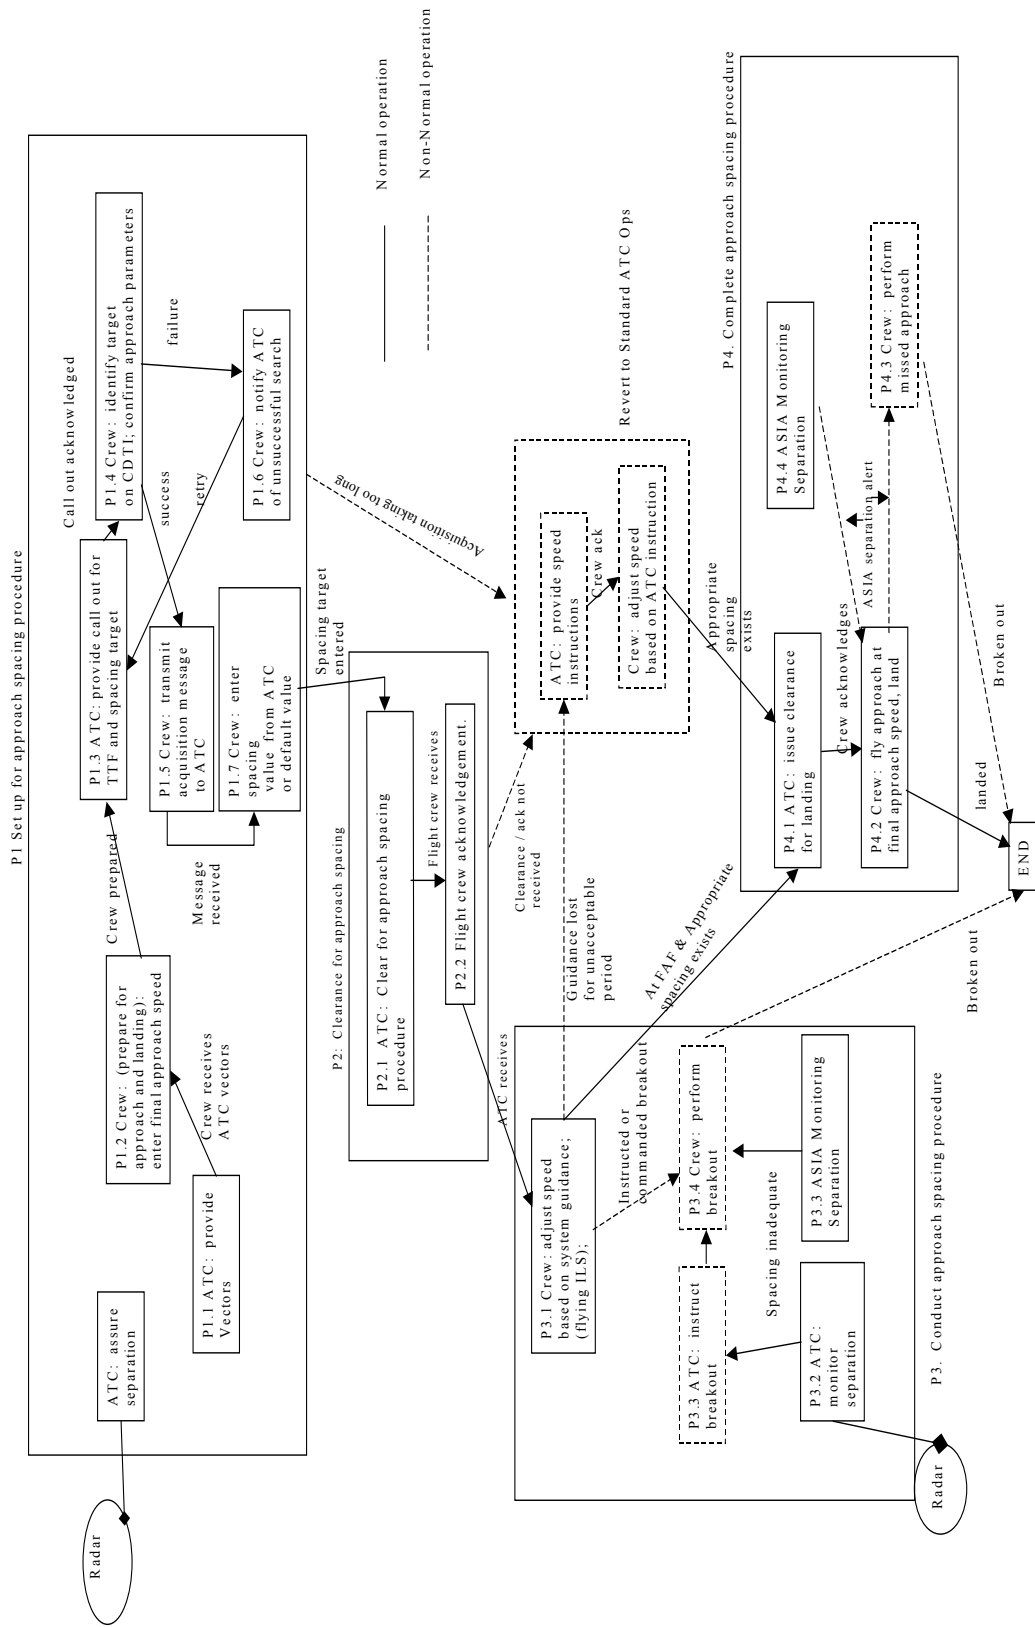 P1 Set up for approach spacing procedure
Radar
ATC: assure
separation
P1.1 ATC: provide
Vectors
Crew receives
ATC vectors
P1.2 Crew: (prepare for
approach and landing):
enter final approach speed
Crew prepared
P1.3 ATC: provide call out for
TTF and spacing target
Call out acknowledged
P1.4 Crew: identify target
on CDTI; confirm approach parameters
success
failure
retry
P1.5 Crew: transmit
acquisition message
to ATC
Message
received
P1.6 Crew: notify ATC
of unsuccessful search
P1.7 Crew: enter
spacing
value from ATC
or default value
Spacing target
entered
Acquisition taking too long
Normal operation
Non-Normal operation
P2: Clearance for approach spacing
P2.1 ATC: Clear for approach spacing
procedure
Flight crew receives
P2.2 Flight crew acknowledgement.
ATC receives
Clearance / ack not
received
Revert to Standard ATC Ops
ATC: provide speed
instructions
Crew ack
Crew: adjust speed
based on ATC instruction
Appropriate
spacing
exists
P3.1 Crew: adjust speed
based on system guidance;
(flying ILS);
Guidance lost
for unacceptable
period
At FAF & Appropriate
spacing exists
Instructed or
commanded breakout
P3.3 ATC: instruct
breakout
P3.4 Crew: perform
breakout
Spacing inadequate
P3.2 ATC:
monitor
separation
P3.3 ASIA Monitoring
Separation
Radar
P3. Conduct approach spacing procedure
Broken out
P4. Complete approach spacing procedure
P4.1 ATC: issue clearance
for landing
Crew acknowledges
P4.2 Crew: fly approach at
final approach speed, land
P4.4 ASIA Monitoring
Separation
ASIA separation alert
P4.3 Crew: perform
missed approach
landed
Broken out
END